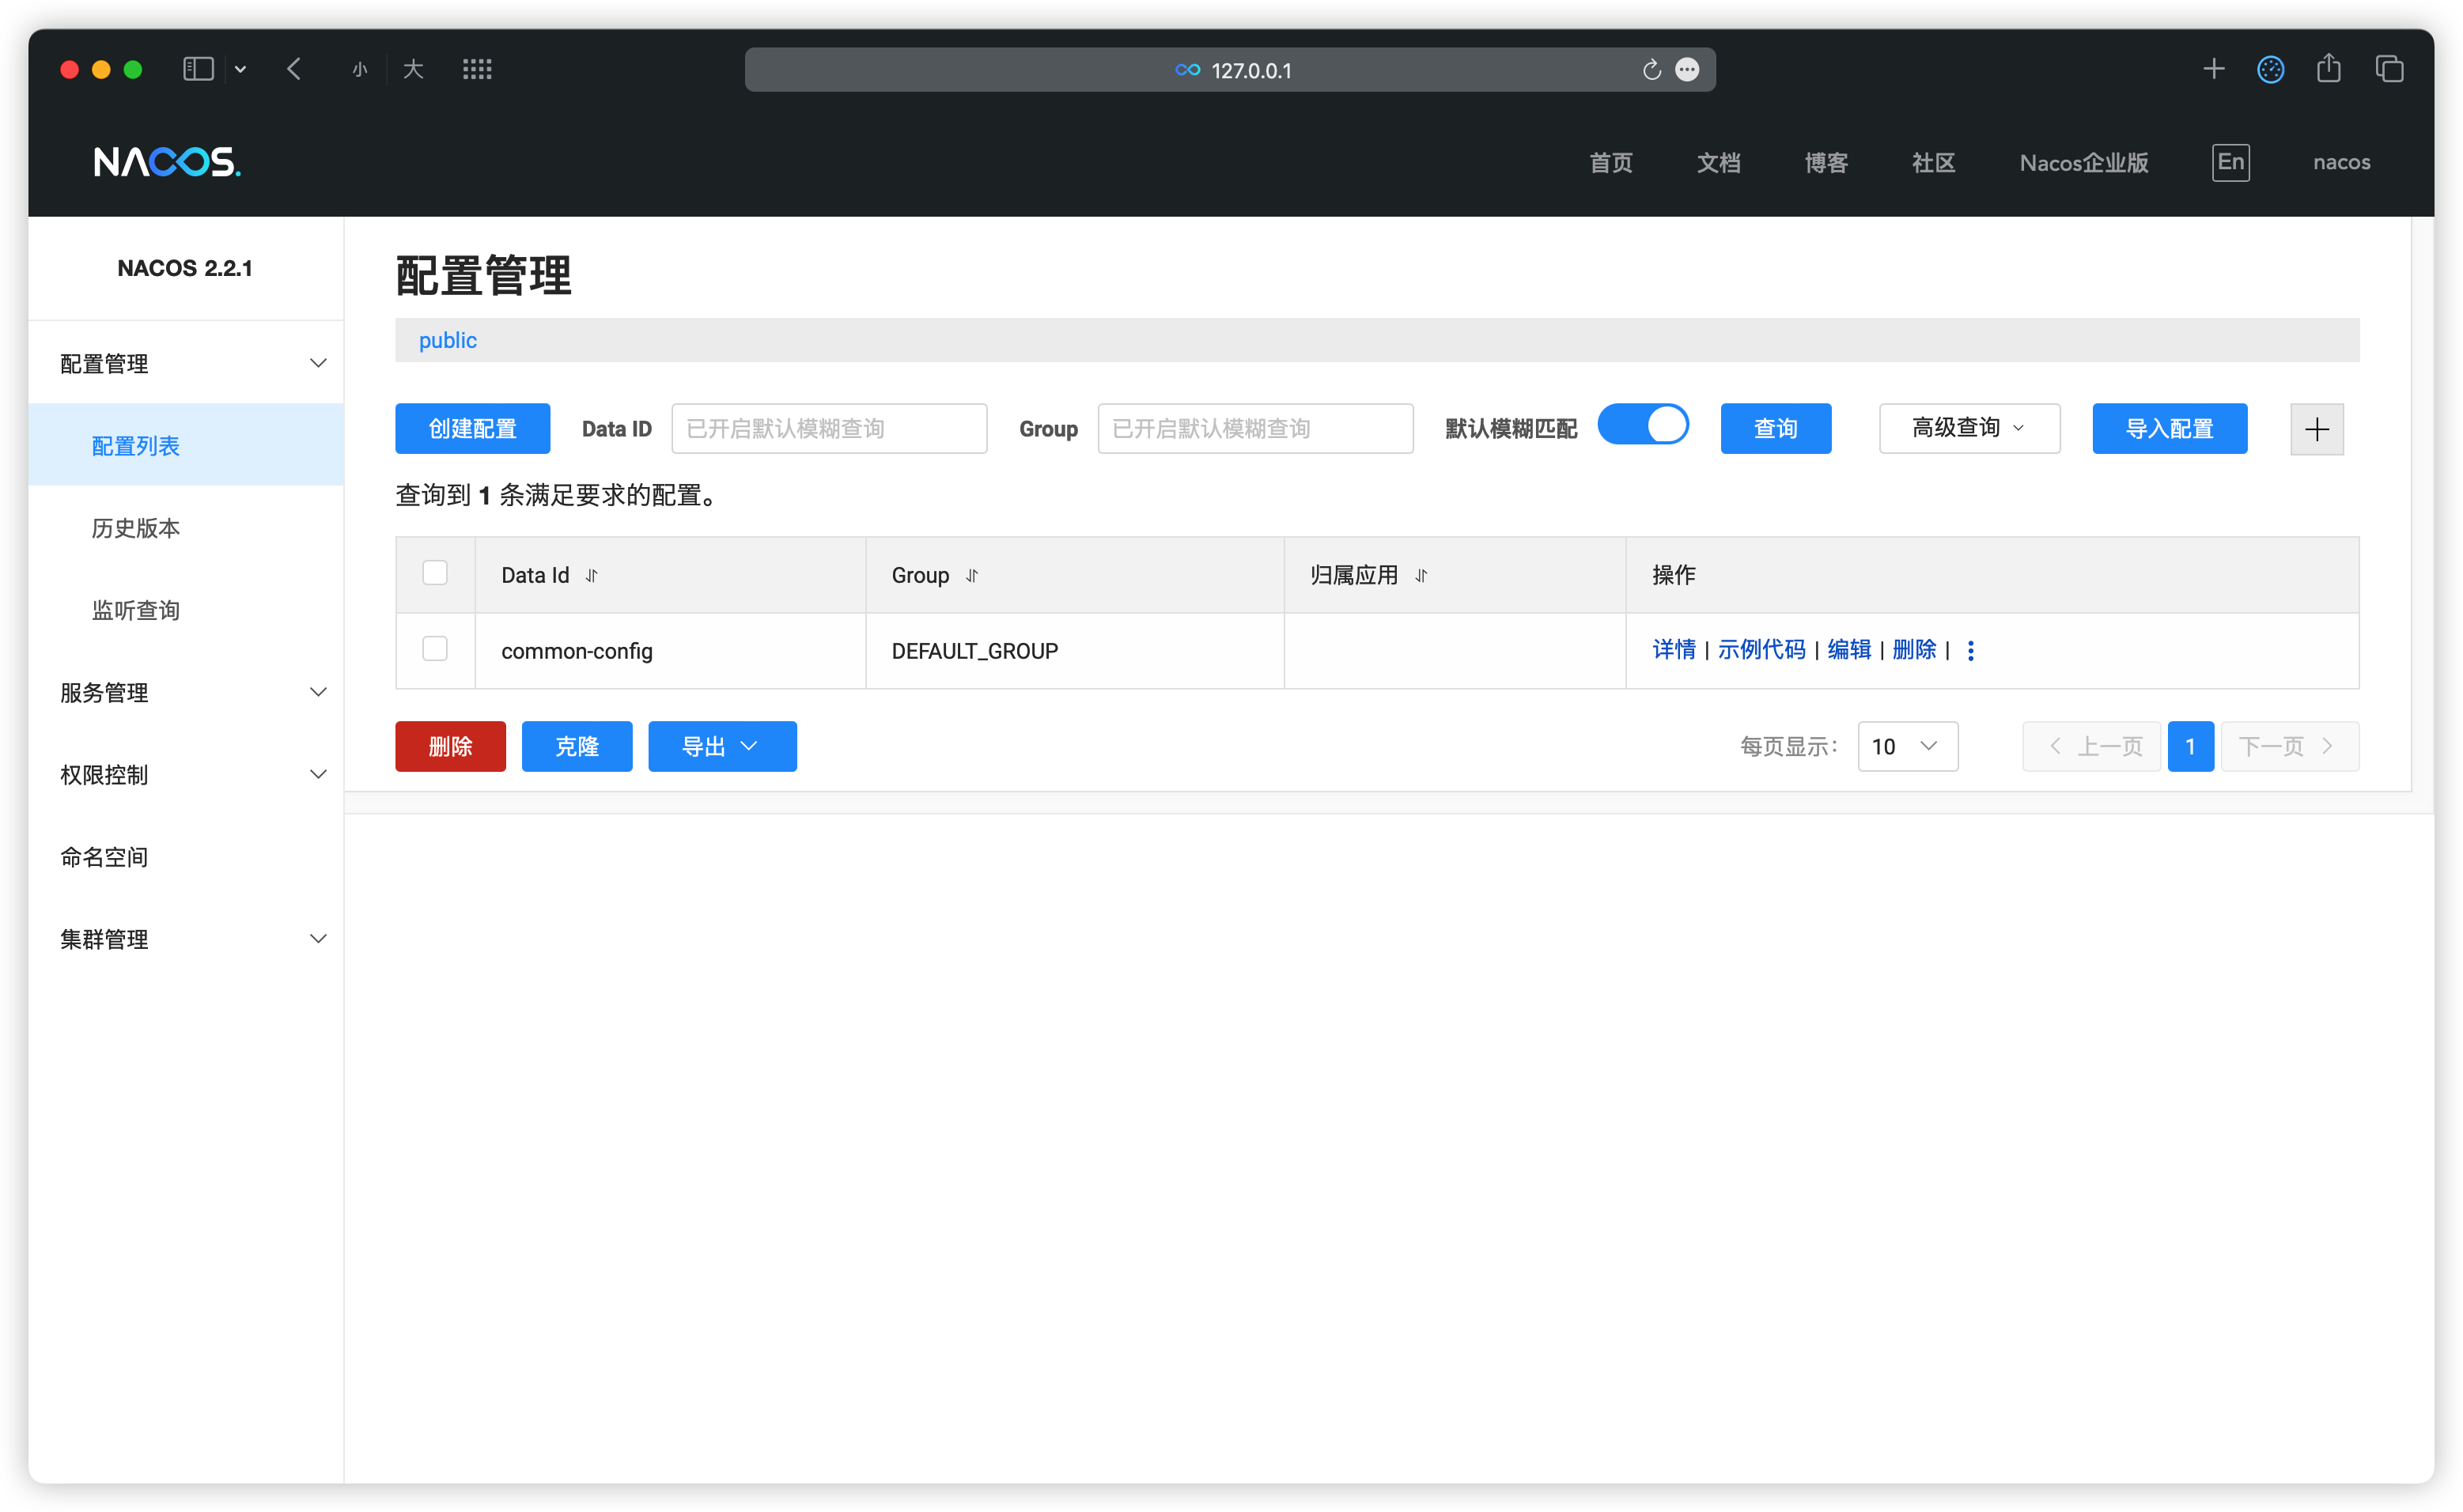 小 大 127.0.0.1
NACOS. 首页 文档 博客 社区 Nacos企业版 En nacos
NACOS 2.2.1
配置管理
配置列表
历史版本
监听查询
服务管理
权限控制
命名空间
集群管理
配置管理
public
创建配置 Data ID 已开启默认模糊查询 Group 已开启默认模糊查询 默认模糊匹配 查询 高级查询 导入配置
查询到 1 条满足要求的配置。
Data Id Group 归属应用 操作
common-config DEFAULT_GROUP 详情 | 示例代码 | 编辑 | 删除 |
删除 克隆 导出 每页显示: 10 上一页 1 下一页